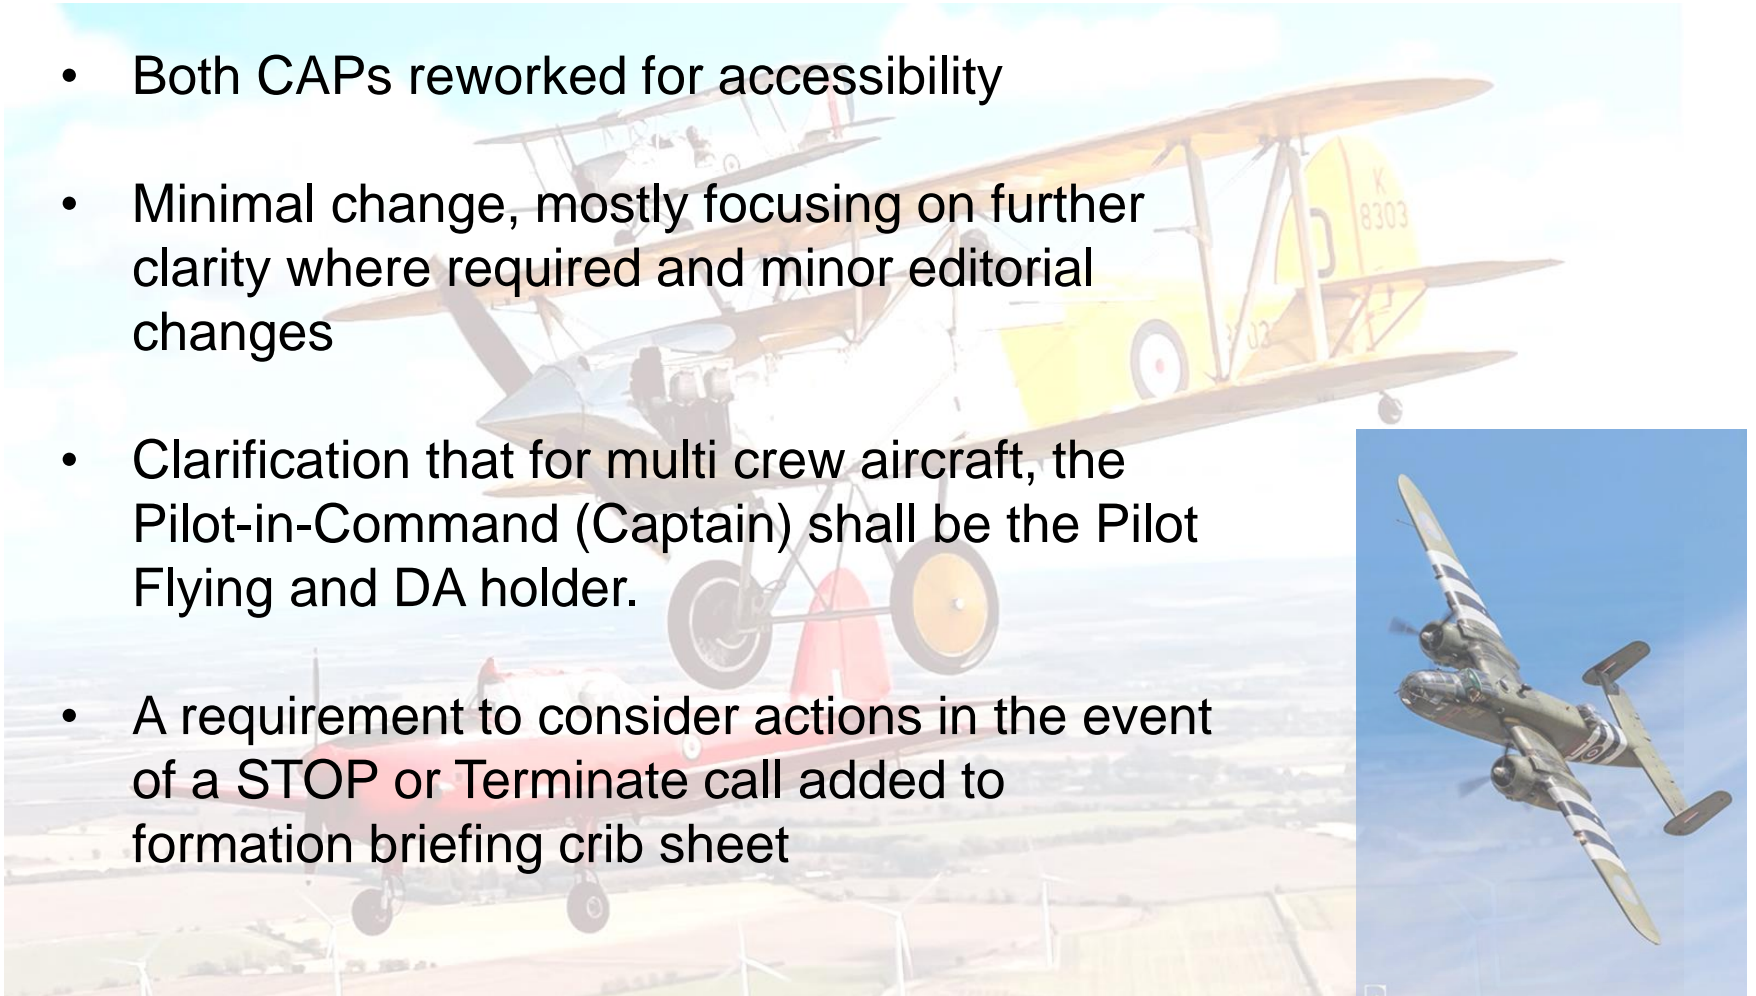 • Both CAPs reworked for accessibility
• Minimal change, mostly focusing on further
clarity where required and minor editorial
changes
• Clarification that for multi crew aircraft, the
Pilot-in-Command (Captain) shall be the Pilot
Flying and DA holder.
• A requirement to consider actions in the event
of a STOP or Terminate call added to
formation briefing crib sheet
K
8303
D